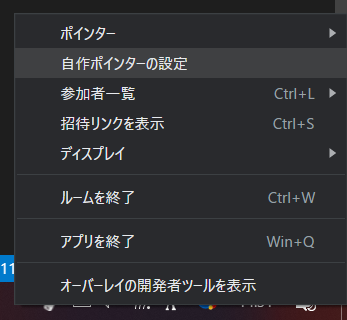 ポインター
自作ポインターの設定
参加者一覧 Ctrl+L
招待リンクを表示 Ctrl+S
ディスプレイ
ルームを終了 Ctrl+W
アプリを終了 Win+Q
オーバーレイの開発者ツールを表示
11